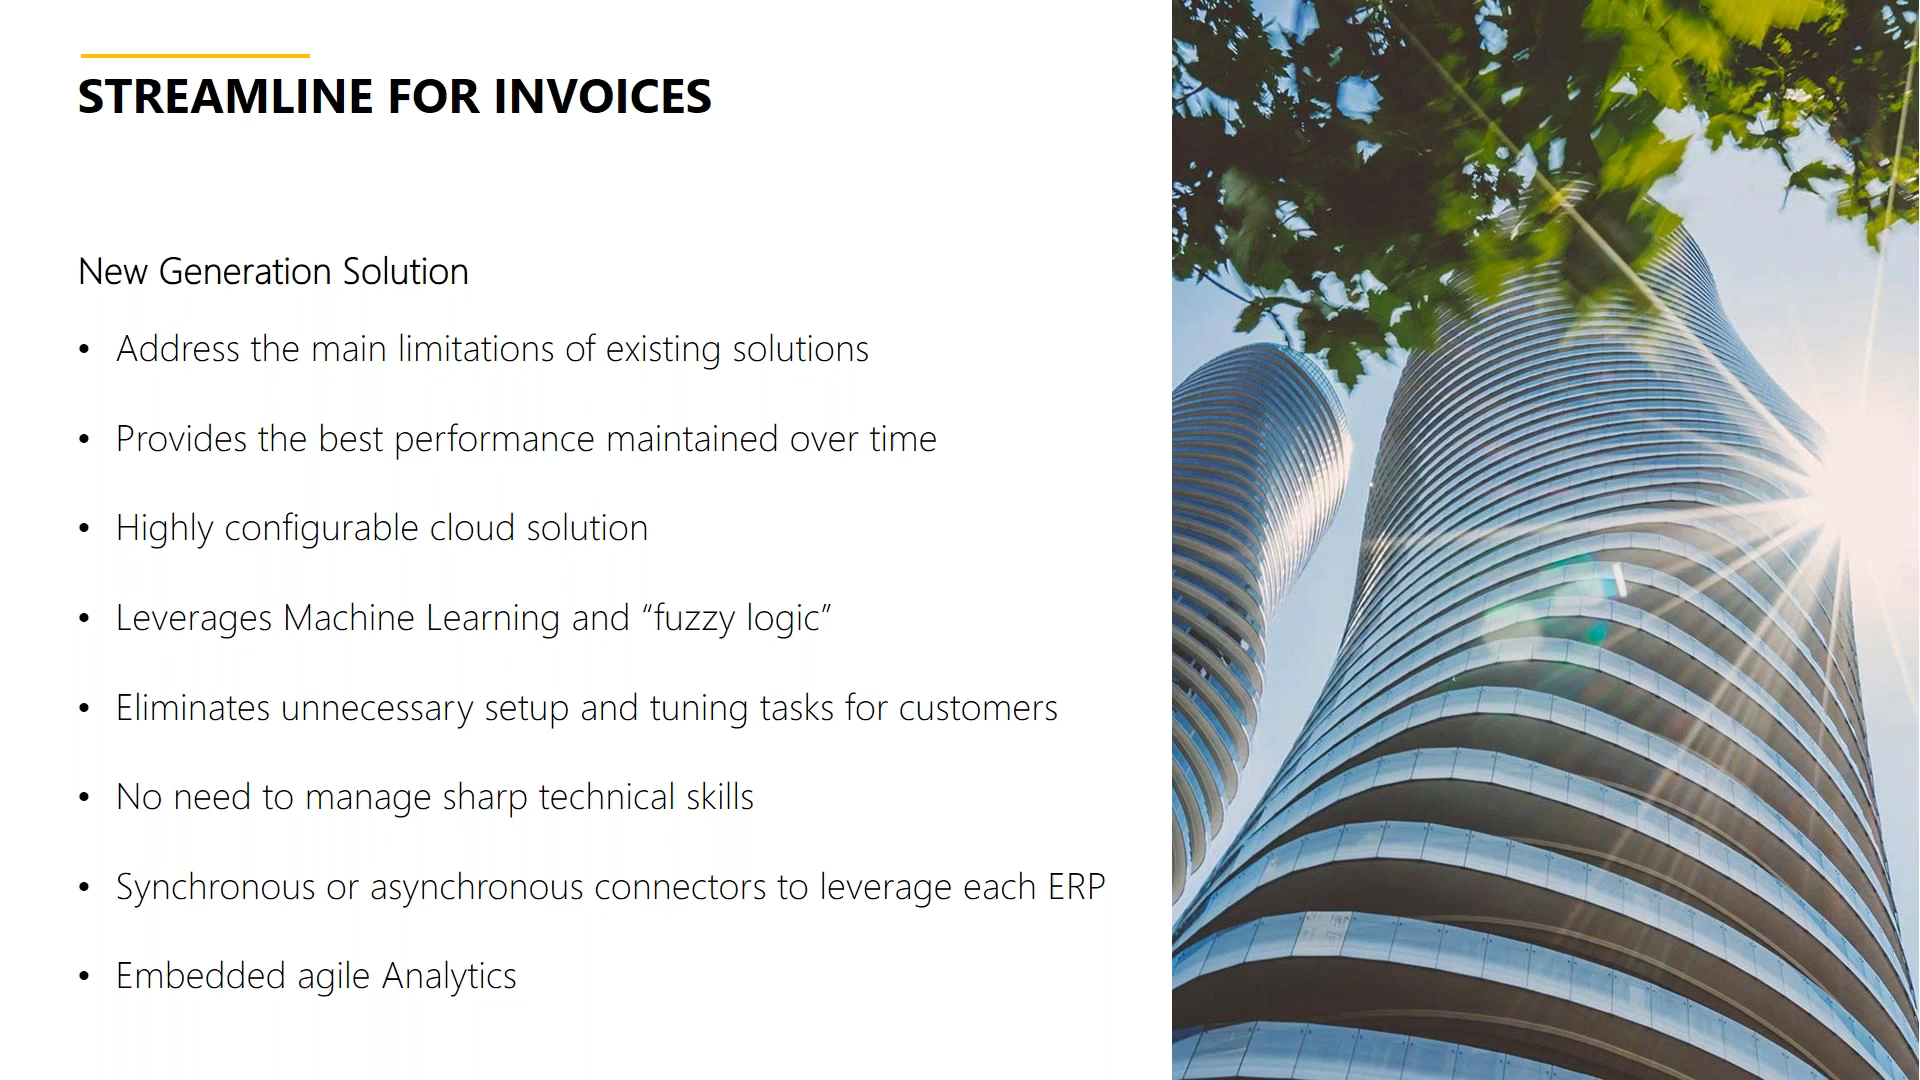 STREAMLINE FOR INVOICES
New Generation Solution
• Address the main limitations of existing solutions
• Provides the best performance maintained over time
• Highly configurable cloud solution
• Leverages Machine Learning and “fuzzy logic”
• Eliminates unnecessary setup and tuning tasks for customers
• No need to manage sharp technical skills
• Synchronous or asynchronous connectors to leverage each ERP
• Embedded agile Analytics